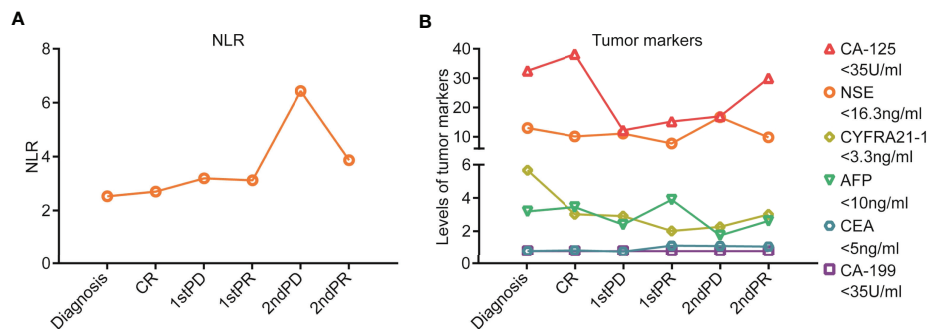 A
NLR
NLR
8
6
4
2
0
Diagnosis
CR
1stPD
1stPR
2ndPD
2ndPR
B
Tumor markers
Levels of tumor markers
40
30
20
10
6
4
2
0
Diagnosis
CR
1stPD
1stPR
2ndPD
2ndPR
CA-125
<35U/ml
NSE
<16.3ng/ml
CYFRA21-1
<3.3ng/ml
AFP
<10ng/ml
CEA
<5ng/ml
CA-199
<35U/ml